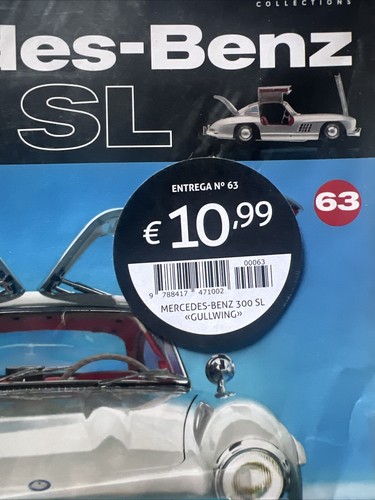 COLLECTIONS
des-Benz
SL
ENTREGA Nº 63
63
€ 10,99
00063
9 788417 471002
MERCEDES-BENZ 300 SL
«GULLWING»